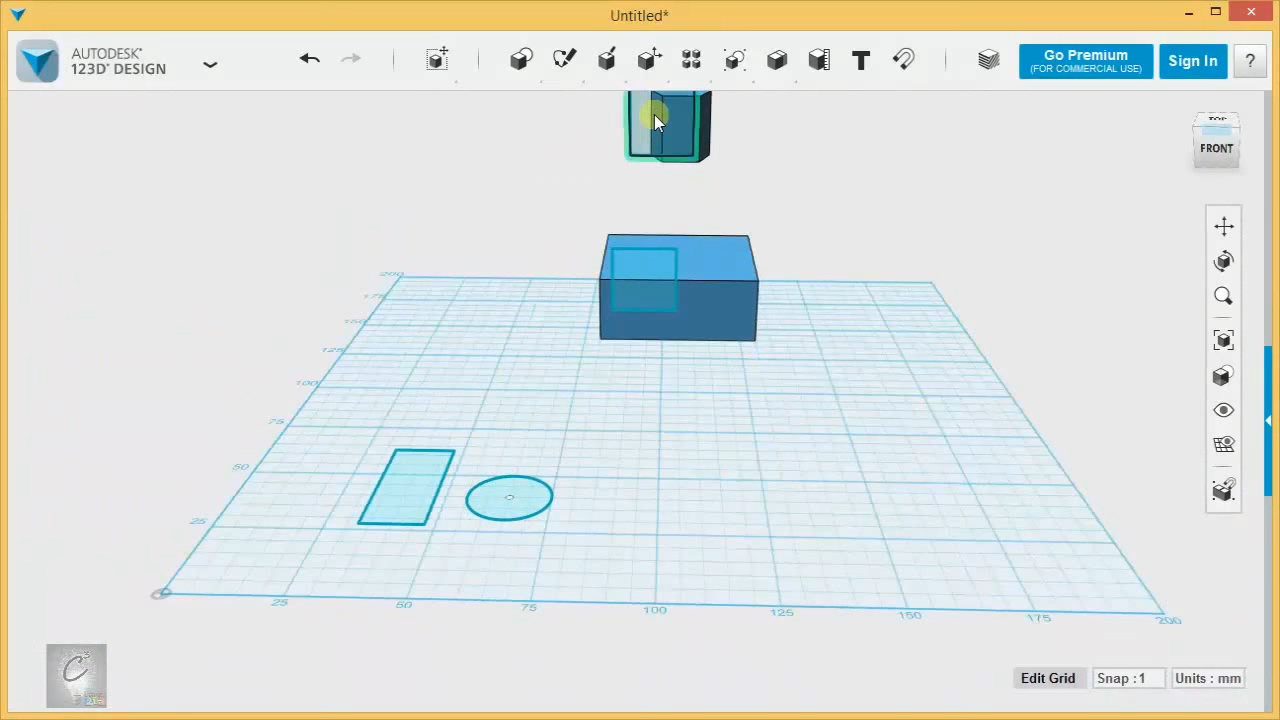 Untitled*
AUTODESK®
123D® DESIGN
Go Premium
(FOR COMMERCIAL USE)
Sign In
?
TOP
FRONT
200
175
150
125
100
75
50
25
25
50
75
100
125
150
175
200
Edit Grid
Snap : 1
Units : mm